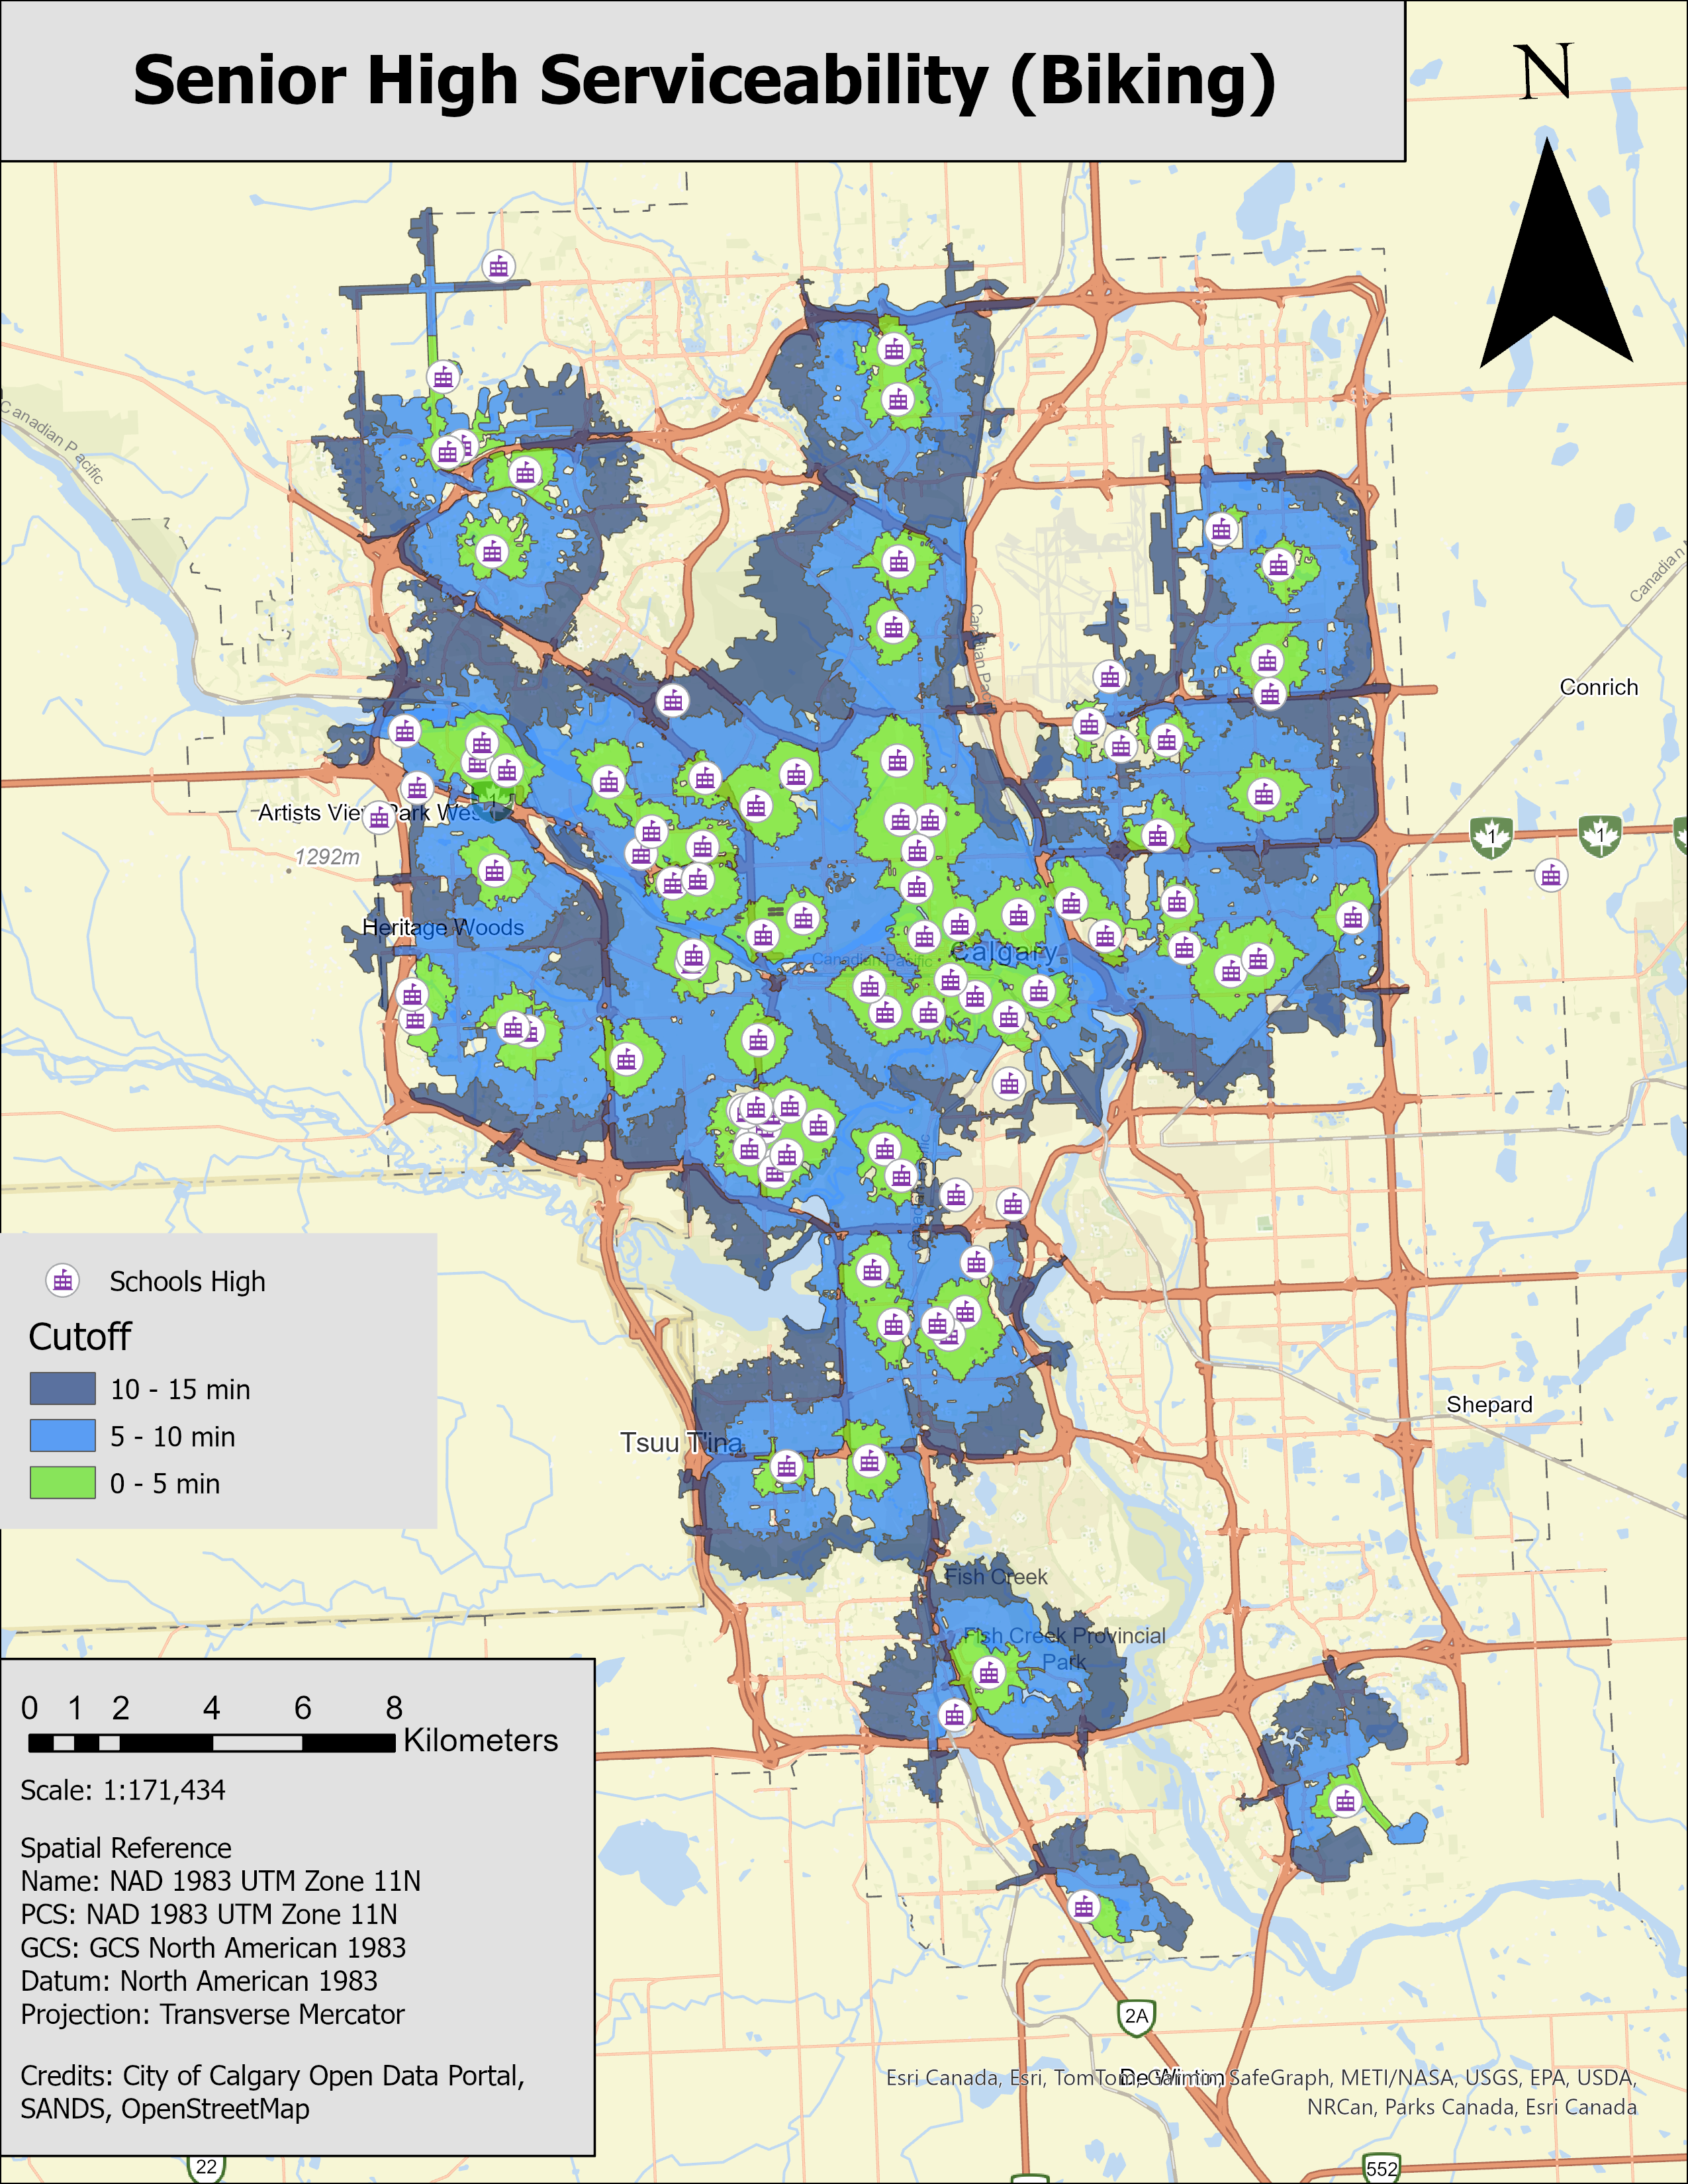 Senior High Serviceability (Biking)
N
Canadian Pacific
Canadian
Conrich
Canadian Pac
Artists View Park Wes
1292m
1
1
Heritage Woods
Calgary
Canadian Pacific
Schools High
Cutoff
10 - 15 min
5 - 10 min
0 - 5 min
Shepard
Tsuu T'ina
Fish Creek
Fish Creek Provincial
Park
0 1 2 4 6 8
Kilometers
Scale: 1:171,434
Spatial Reference
Name: NAD 1983 UTM Zone 11N
PCS: NAD 1983 UTM Zone 11N
GCS: GCS North American 1983
Datum: North American 1983
Projection: Transverse Mercator
Credits: City of Calgary Open Data Portal,
SANDS, OpenStreetMap
2A
Esri Canada, Esri, TomTom, Garmin, SafeGraph, METI/NASA, USGS, EPA, USDA,
NRCan, Parks Canada, Esri Canada
22
552